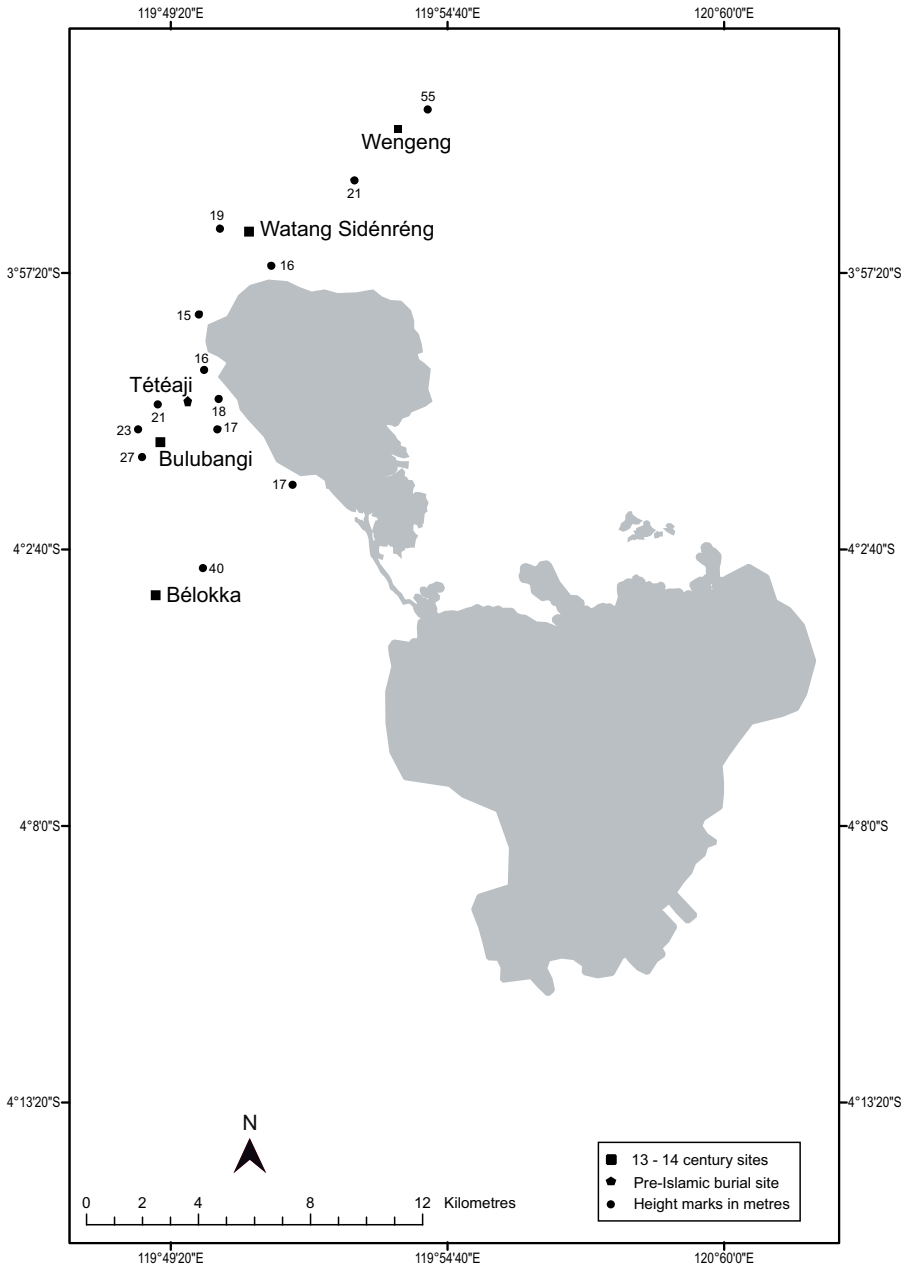 119°49'20"E 119°54'40"E 120°60'0"E
55
Wengeng
21
19
Watang Sidénréng
16
3°57'20"S 3°57'20"S
15
16
Tétéaji
21
18
23
17
Bulubangi
27
17
4°2'40"S 4°2'40"S
40
Bélokka
4°8'0"S 4°8'0"S
4°13'20"S 4°13'20"S
N
13 - 14 century sites
Pre-Islamic burial site
Height marks in metres
0 2 4 8 12 Kilometres
119°49'20"E 119°54'40"E 120°60'0"E